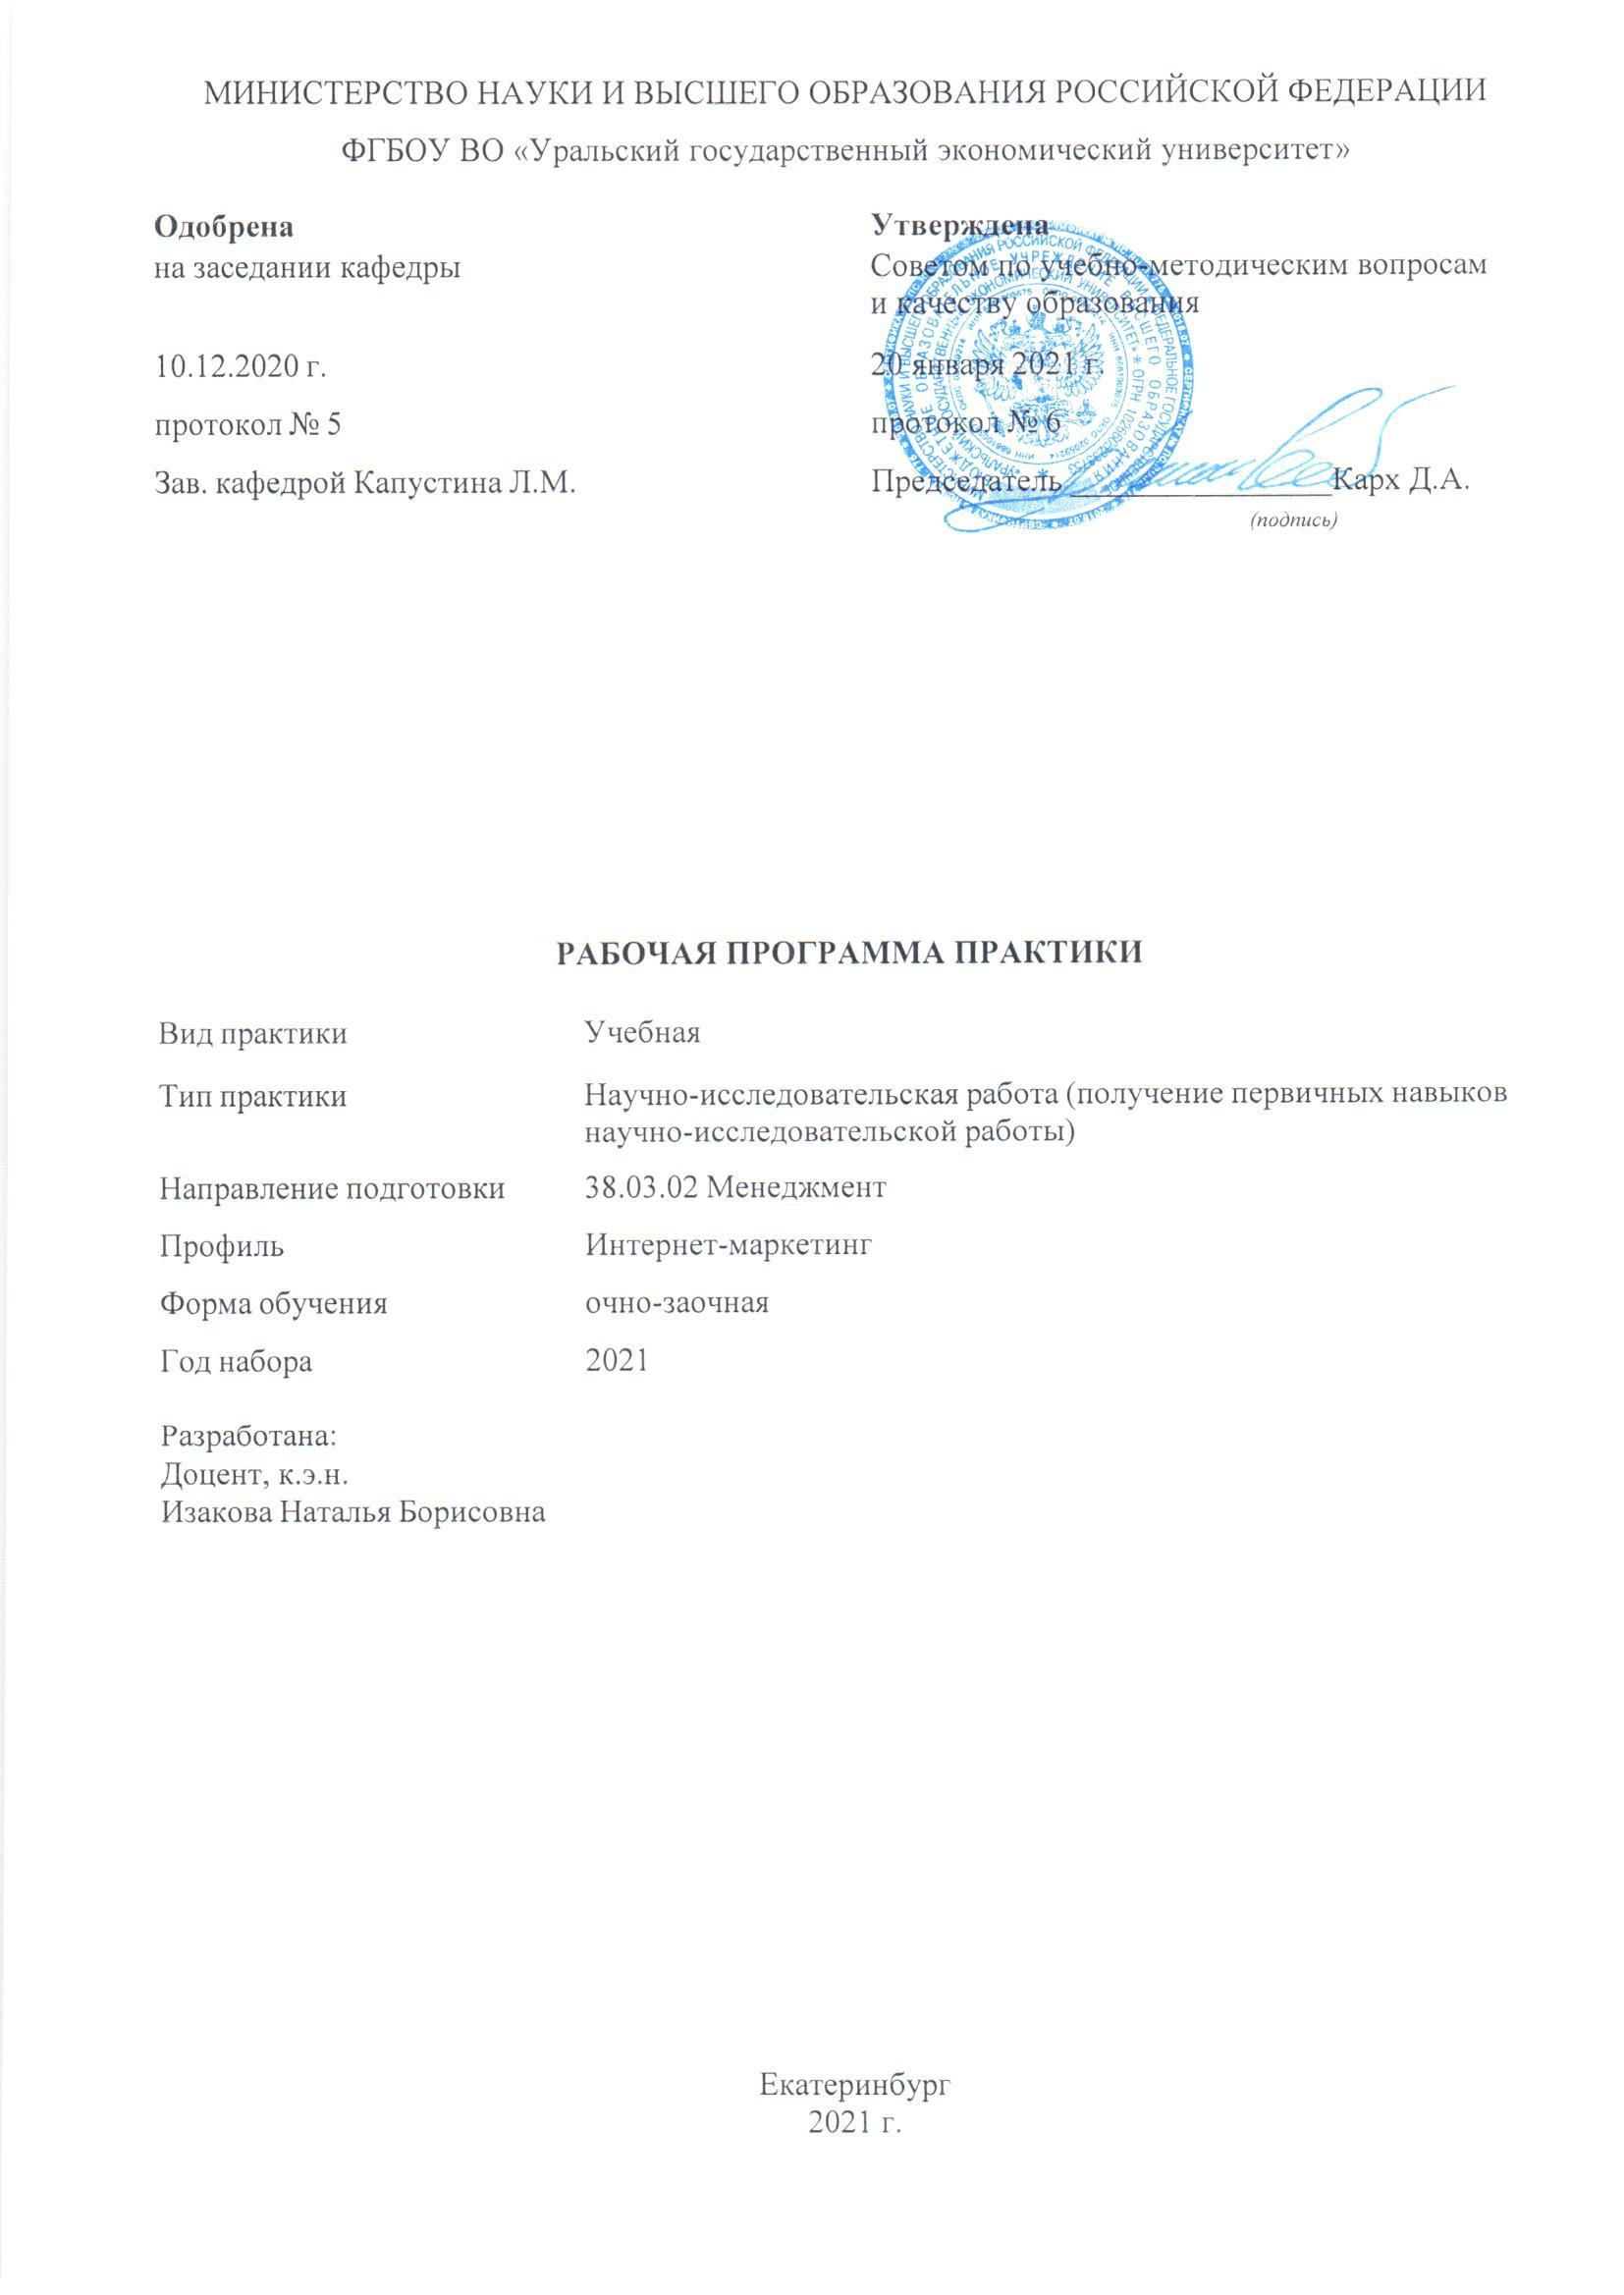 МИНИСТЕРСТВО НАУКИ И ВЫСШЕГО ОБРАЗОВАНИЯ РОССИЙСКОЙ ФЕДЕРАЦИИ
ФГБОУ ВО «Уральский государственный экономический университет»
Одобрена
на заседании кафедры
10.12.2020 г.
протокол № 5
Зав. кафедрой Капустина Л.М.
Утверждена
Советом по учебно-методическим вопросам
и качеству образования
20 января 2021 г.
протокол № 6
Председатель Карх Д.А.
(подпись)
РАБОЧАЯ ПРОГРАММА ПРАКТИКИ
Вид практики Учебная
Тип практики Научно-исследовательская работа (получение первичных навыков
научно-исследовательской работы)
Направление подготовки 38.03.02 Менеджмент
Профиль Интернет-маркетинг
Форма обучения очно-заочная
Год набора 2021
Разработана:
Доцент, к.э.н.
Изакова Наталья Борисовна
Екатеринбург
2021 г.